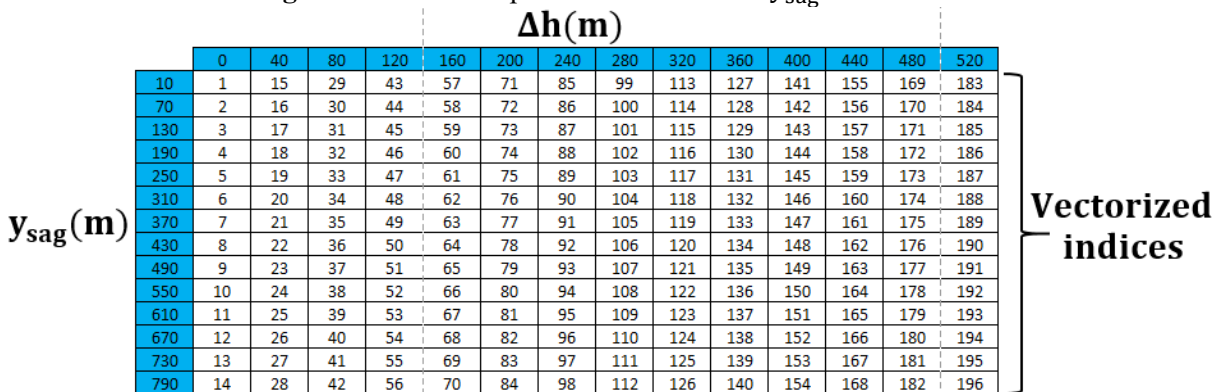 Δh(m)
0 40 80 120 160 200 240 280 320 360 400 440 480 520
10 1 15 29 43 57 71 85 99 113 127 141 155 169 183
70 2 16 30 44 58 72 86 100 114 128 142 156 170 184
130 3 17 31 45 59 73 87 101 115 129 143 157 171 185
190 4 18 32 46 60 74 88 102 116 130 144 158 172 186
250 5 19 33 47 61 75 89 103 117 131 145 159 173 187
310 6 20 34 48 62 76 90 104 118 132 146 160 174 188
370 7 21 35 49 63 77 91 105 119 133 147 161 175 189
430 8 22 36 50 64 78 92 106 120 134 148 162 176 190
490 9 23 37 51 65 79 93 107 121 135 149 163 177 191
550 10 24 38 52 66 80 94 108 122 136 150 164 178 192
610 11 25 39 53 67 81 95 109 123 137 151 165 179 193
670 12 26 40 54 68 82 96 110 124 138 152 166 180 194
730 13 27 41 55 69 83 97 111 125 139 153 167 181 195
790 14 28 42 56 70 84 98 112 126 140 154 168 182 196
ysag(m)
Vectorized
indices